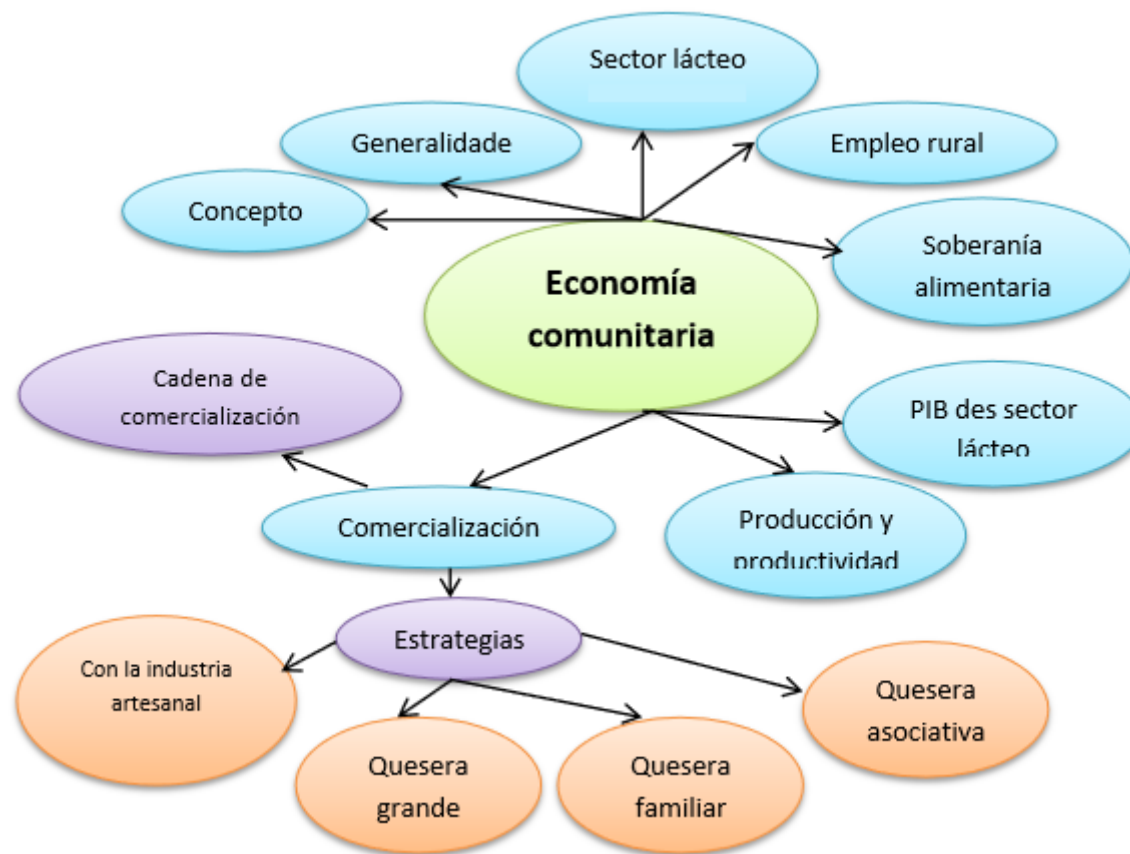 Sector lácteo
Generalidade
Empleo rural
Concepto
Soberanía
alimentaria
Economía
comunitaria
Cadena de
comercialización
PIB des sector
lácteo
Comercialización
Producción y
productividad
Estrategias
Con la industria
artesanal
Quesera
asociativa
Quesera
grande
Quesera
familiar